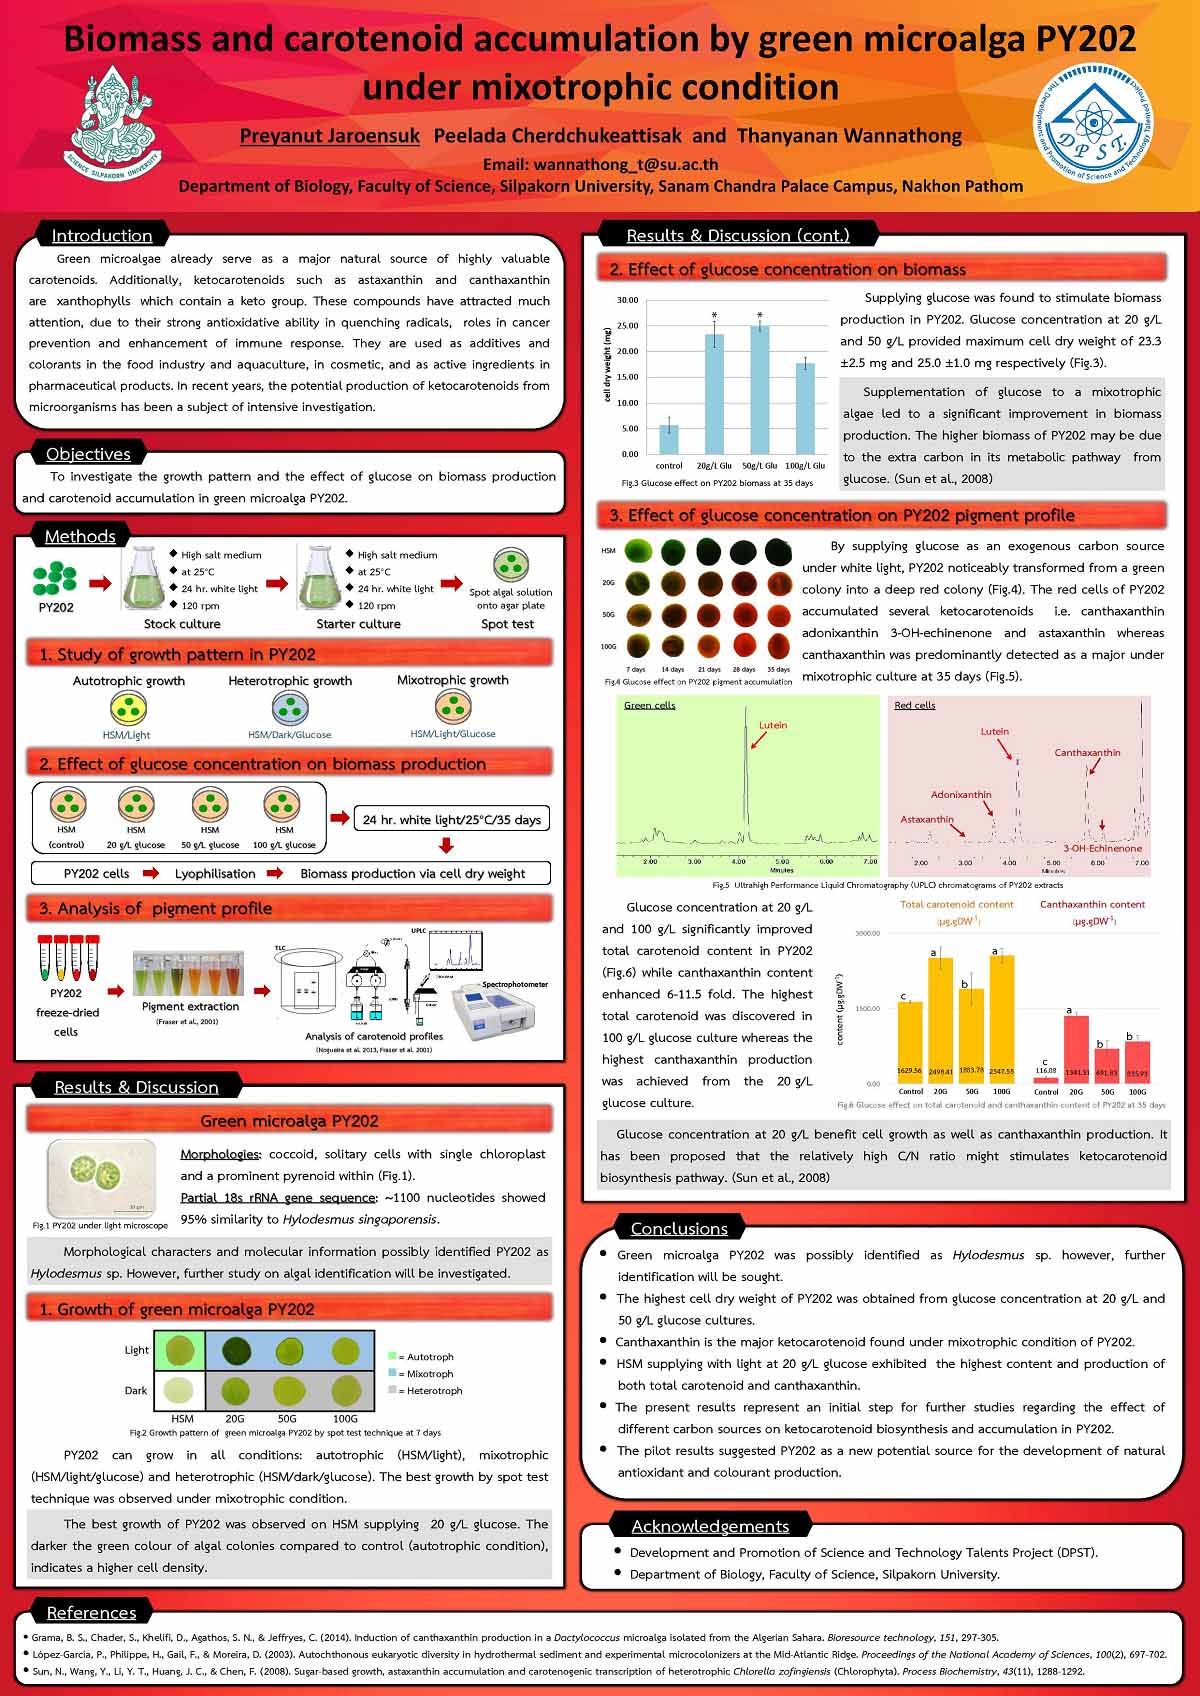 Biomass and carotenoid accumulation by green microalga PY202
under mixotrophic condition
Preyanut Jaroensuk Peelada Cherdchukeattisak and Thanyanan Wannathong
Email: wannathong_t@su.ac.th
Department of Biology, Faculty of Science, Silpakorn University, Sanam Chandra Palace Campus, Nakhon Pathom
SCIENCE SILPAKORN UNIVERSITY
DPST
The Development and Promotion of Science and Technology Talented Project
Introduction
Green microalgae already serve as a major natural source of highly valuable
carotenoids. Additionally, ketocarotenoids such as astaxanthin and canthaxanthin
are xanthophylls which contain a keto group. These compounds have attracted much
attention, due to their strong antioxidative ability in quenching radicals, roles in cancer
prevention and enhancement of immune response. They are used as additives and
colorants in the food industry and aquaculture, in cosmetic, and as active ingredients in
pharmaceutical products. In recent years, the potential production of ketocarotenoids from
microorganisms has been a subject of intensive investigation.
Objectives
To investigate the growth pattern and the effect of glucose on biomass production
and carotenoid accumulation in green microalga PY202.
Methods
PY202
◆ High salt medium
◆ at 25°C
◆ 24 hr. white light
◆ 120 rpm
Stock culture
◆ High salt medium
◆ at 25°C
◆ 24 hr. white light
◆ 120 rpm
Starter culture
Spot algal solution
onto agar plate
Spot test
1. Study of growth pattern in PY202
Autotrophic growth Heterotrophic growth Mixotrophic growth
HSM/Light HSM/Dark/Glucose HSM/Light/Glucose
2. Effect of glucose concentration on biomass production
HSM HSM HSM HSM
(control) 20 g/L glucose 50 g/L glucose 100 g/L glucose
24 hr. white light/25°C/35 days
PY202 cells Lyophilisation Biomass production via cell dry weight
3. Analysis of pigment profile
PY202
freeze-dried
cells
Pigment extraction
(Fraser et al., 2001)
TLC
UPLC
Spectrophotometer
Analysis of carotenoid profiles
(Nogueira et al. 2013, Fraser et al. 2001)
Results & Discussion
Green microalga PY202
Fig.1 PY202 under light microscope
Morphologies: coccoid, solitary cells with single chloroplast
and a prominent pyrenoid within (Fig.1).
Partial 18s rRNA gene sequence: ~1100 nucleotides showed
95% similarity to Hylodesmus singaporensis.
Morphological characters and molecular information possibly identified PY202 as
Hylodesmus sp. However, further study on algal identification will be investigated.
1. Growth of green microalga PY202
Light
Dark
HSM 20G 50G 100G
= Autotroph
= Mixotroph
= Heterotroph
Fig.2 Growth pattern of green microalga PY202 by spot test technique at 7 days
PY202 can grow in all conditions: autotrophic (HSM/light), mixotrophic
(HSM/light/glucose) and heterotrophic (HSM/dark/glucose). The best growth by spot test
technique was observed under mixotrophic condition.
The best growth of PY202 was observed on HSM supplying 20 g/L glucose. The
darker the green colour of algal colonies compared to control (autotrophic condition),
indicates a higher cell density.
Results & Discussion (cont.)
2. Effect of glucose concentration on biomass
cell dry weight (mg)
30.00
25.00
20.00
15.00
10.00
5.00
0.00
* *
control 20g/L Glu 50g/L Glu 100g/L Glu
Fig.3 Glucose effect on PY202 biomass at 35 days
Supplying glucose was found to stimulate biomass
production in PY202. Glucose concentration at 20 g/L
and 50 g/L provided maximum cell dry weight of 23.3
±2.5 mg and 25.0 ±1.0 mg respectively (Fig.3).
Supplementation of glucose to a mixotrophic
algae led to a significant improvement in biomass
production. The higher biomass of PY202 may be due
to the extra carbon in its metabolic pathway from
glucose. (Sun et al., 2008)
3. Effect of glucose concentration on PY202 pigment profile
HSM
20G
50G
100G
7 days 14 days 21 days 28 days 35 days
Fig.4 Glucose effect on PY202 pigment accumulation
By supplying glucose as an exogenous carbon source
under white light, PY202 noticeably transformed from a green
colony into a deep red colony (Fig.4). The red cells of PY202
accumulated several ketocarotenoids i.e. canthaxanthin
adonixanthin 3-OH-echinenone and astaxanthin whereas
canthaxanthin was predominantly detected as a major under
mixotrophic culture at 35 days (Fig.5).
Green cells
Lutein
2.00 3.00 4.00 5.00 6.00 7.00
Minutes
Red cells
Lutein
Canthaxanthin
Adonixanthin
Astaxanthin
3-OH-Echinenone
2.00 3.00 4.00 5.00 6.00 7.00
Minutes
Fig.5 Ultrahigh Performance Liquid Chromatography (UPLC) chromatograms of PY202 extracts
Glucose concentration at 20 g/L
and 100 g/L significantly improved
total carotenoid content in PY202
(Fig.6) while canthaxanthin content
enhanced 6-11.5 fold. The highest
total carotenoid was discovered in
100 g/L glucose culture whereas the
highest canthaxanthin production
was achieved from the 20 g/L
glucose culture.
Total carotenoid content Canthaxanthin content
(µg.gDW-1) (µg.gDW-1)
content (µg.gDW-1)
3000.00
1500.00
0.00
c a b a c a b b
1629.56 2498.41 1883.78 2547.55 116.08 1341.31 691.83 835.93
Control 20G 50G 100G Control 20G 50G 100G
Fig.6 Glucose effect on total carotenoid and canthaxanthin content of PY202 at 35 days
Glucose concentration at 20 g/L benefit cell growth as well as canthaxanthin production. It
has been proposed that the relatively high C/N ratio might stimulates ketocarotenoid
biosynthesis pathway. (Sun et al., 2008)
Conclusions
• Green microalga PY202 was possibly identified as Hylodesmus sp. however, further
identification will be sought.
• The highest cell dry weight of PY202 was obtained from glucose concentration at 20 g/L and
50 g/L glucose cultures.
• Canthaxanthin is the major ketocarotenoid found under mixotrophic condition of PY202.
• HSM supplying with light at 20 g/L glucose exhibited the highest content and production of
both total carotenoid and canthaxanthin.
• The present results represent an initial step for further studies regarding the effect of
different carbon sources on ketocarotenoid biosynthesis and accumulation in PY202.
• The pilot results suggested PY202 as a new potential source for the development of natural
antioxidant and colourant production.
Acknowledgements
• Development and Promotion of Science and Technology Talents Project (DPST).
• Department of Biology, Faculty of Science, Silpakorn University.
References
• Grama, B. S., Chader, S., Khelifi, D., Agathos, S. N., & Jeffryes, C. (2014). Induction of canthaxanthin production in a Dactylococcus microalga isolated from the Algerian Sahara. Bioresource technology, 151, 297-305.
• López-García, P., Philippe, H., Gail, F., & Moreira, D. (2003). Autochthonous eukaryotic diversity in hydrothermal sediment and experimental microcolonizers at the Mid-Atlantic Ridge. Proceedings of the National Academy of Sciences, 100(2), 697-702.
• Sun, N., Wang, Y., Li, Y. T., Huang, J. C., & Chen, F. (2008). Sugar-based growth, astaxanthin accumulation and carotenogenic transcription of heterotrophic Chlorella zofingiensis (Chlorophyta). Process Biochemistry, 43(11), 1288-1292.